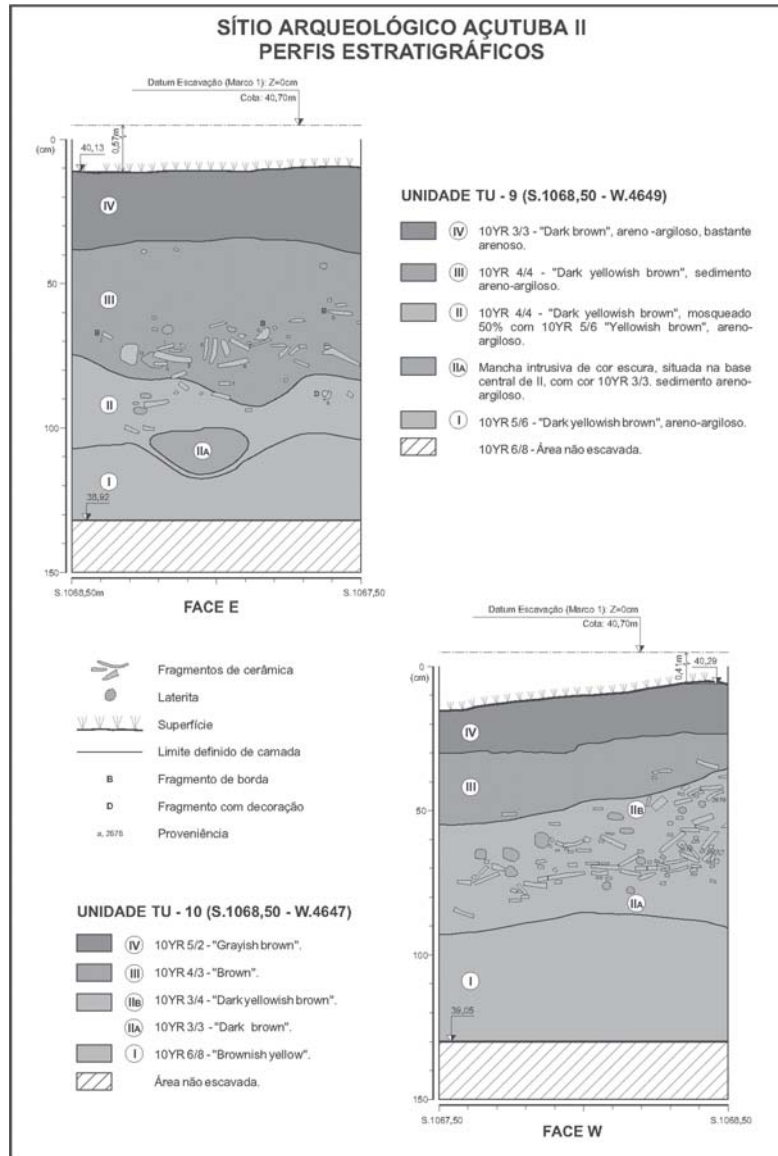 SÍTIO ARQUEOLÓGICO AÇUTUBA II
PERFIS ESTRATIGRÁFICOS
Datum Escavação (Marco 1): Z=0cm
Cota: 40,70m
0
(cm)
40,13
0,57m
IV
50
III
B
B
B
II
D
100
IIA
I
38,92
150
S.1068,50m
S.1067,50
FACE E
UNIDADE TU - 9 (S.1068,50 - W.4649)
IV 10YR 3/3 - "Dark brown", areno -argiloso, bastante
arenoso.
III 10YR 4/4 - "Dark yellowish brown", sedimento
areno-argiloso.
II 10YR 4/4 - "Dark yellowish brown", mosqueado
50% com 10YR 5/6 "Yellowish brown", areno-
argiloso.
IIA Mancha intrusiva de cor escura, situada na base
central de II, com cor 10YR 3/3. sedimento areno-
argiloso.
I 10YR 5/6 - "Dark yellowish brown", areno-argiloso.
10YR 6/8 - Área não escavada.
Fragmentos de cerâmica
Laterita
Superfície
Limite definido de camada
B Fragmento de borda
D Fragmento com decoração
a, 2676 Proveniência
Datum Escavação (Marco 1): Z=0cm
Cota: 40,70m
0
(cm)
0,41m
40,29
IV
III
50
IIB
IIA
100
I
39,05
150
S.1067,50
S.1068,50
FACE W
UNIDADE TU - 10 (S.1068,50 - W.4647)
IV 10YR 5/2 - "Grayish brown".
III 10YR 4/3 - "Brown".
IIB 10YR 3/4 - "Dark yellowish brown".
IIA 10YR 3/3 - "Dark brown".
I 10YR 6/8 - "Brownish yellow".
Área não escavada.